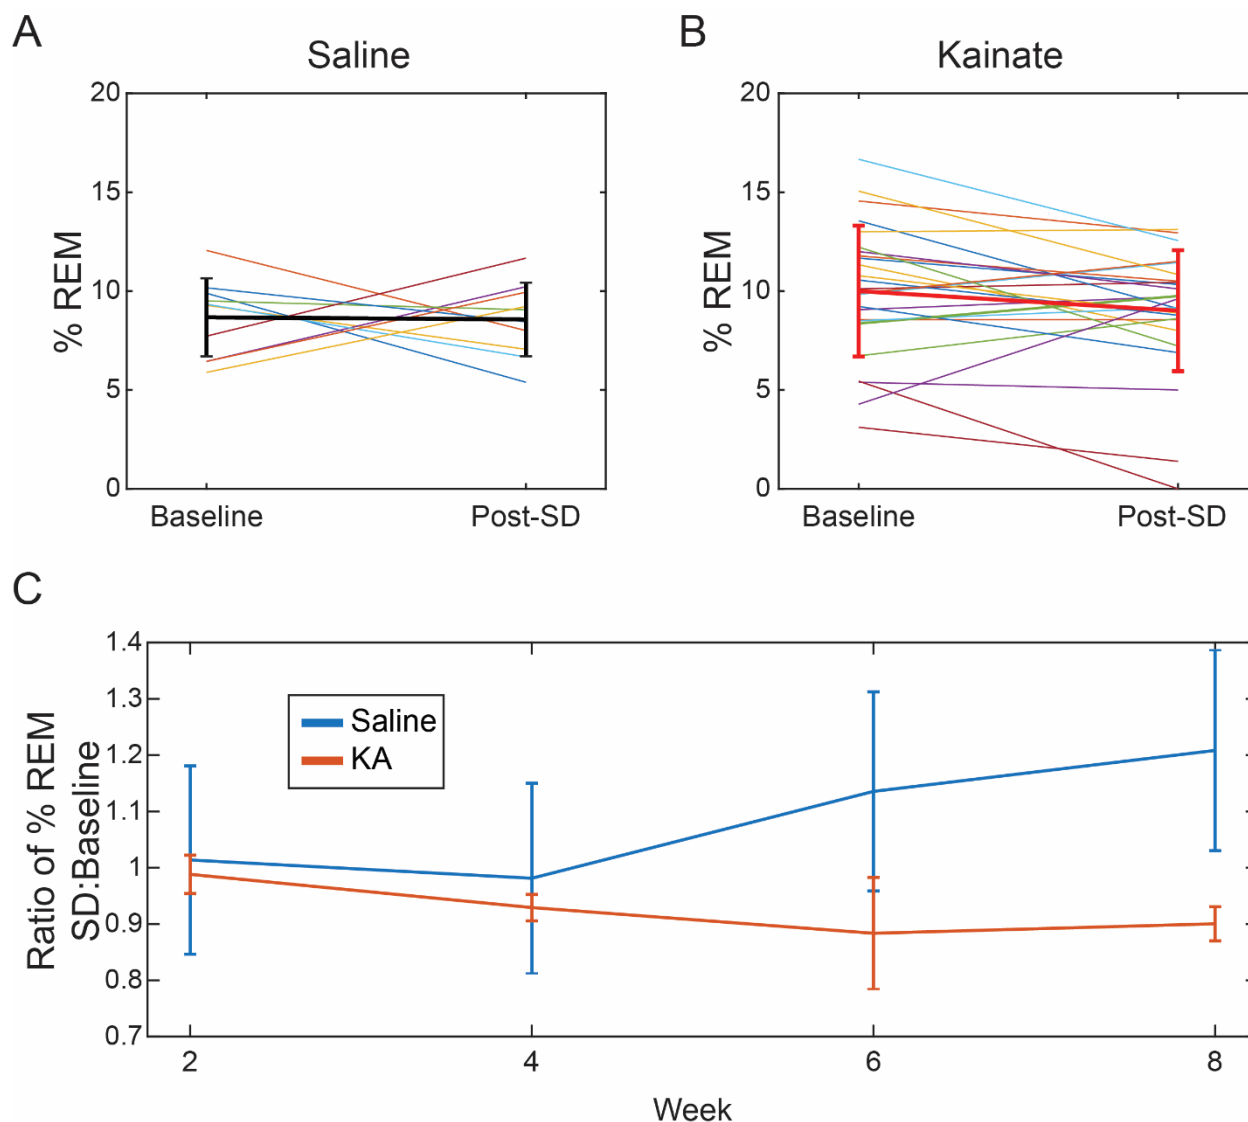 A
Saline
% REM
20
15
10
5
0
Baseline
Post-SD
B
Kainate
% REM
20
15
10
5
0
Baseline
Post-SD
C
Ratio of % REM
SD:Baseline
1.4
1.3
1.2
1.1
1
0.9
0.8
0.7
Saline
KA
2
4
6
8
Week